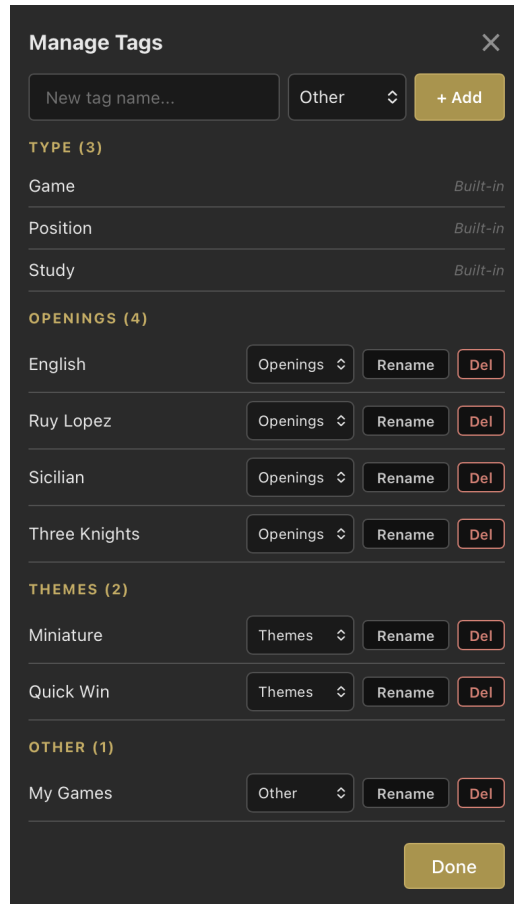 Manage Tags
New tag name... Other + Add
TYPE (3)
Game Built-in
Position Built-in
Study Built-in
OPENINGS (4)
English Openings Rename Del
Ruy Lopez Openings Rename Del
Sicilian Openings Rename Del
Three Knights Openings Rename Del
THEMES (2)
Miniature Themes Rename Del
Quick Win Themes Rename Del
OTHER (1)
My Games Other Rename Del
Done